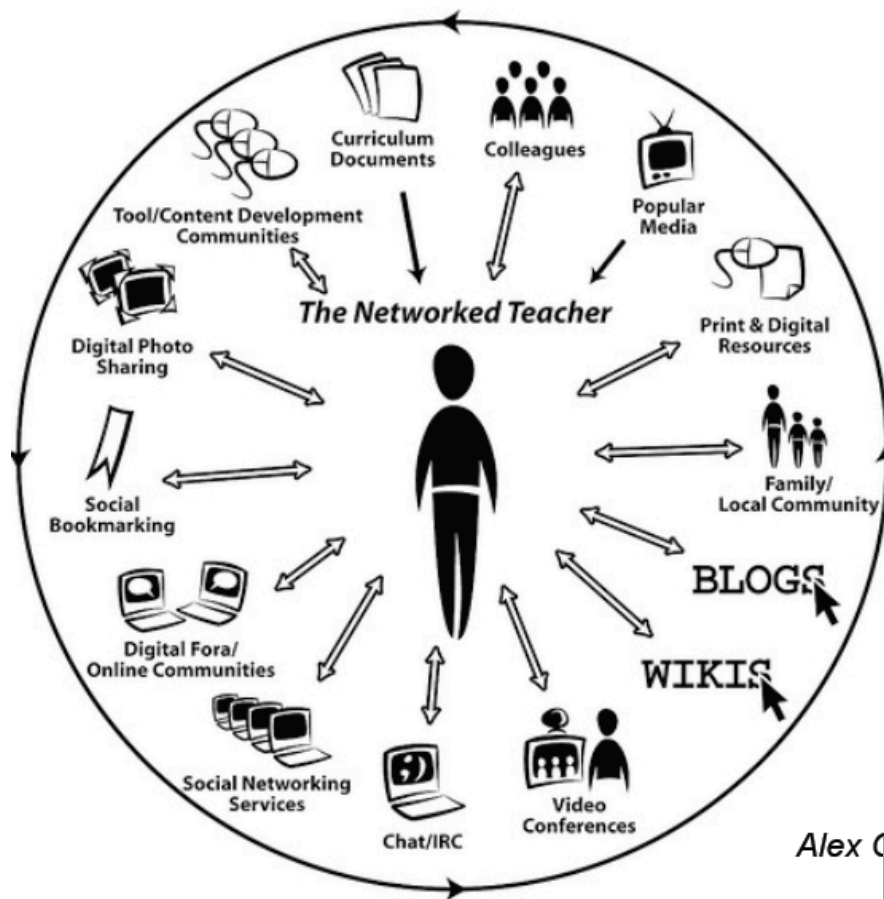 Curriculum
Documents
Colleagues
Popular
Media
Tool/Content Development
Communities
The Networked Teacher
Print & Digital
Resources
Digital Photo
Sharing
Family/
Local Community
Social
Bookmarking
BLOGS
Digital Fora/
Online Communities
WIKIS
Social Networking
Services
Chat/IRC
Video
Conferences
Alex